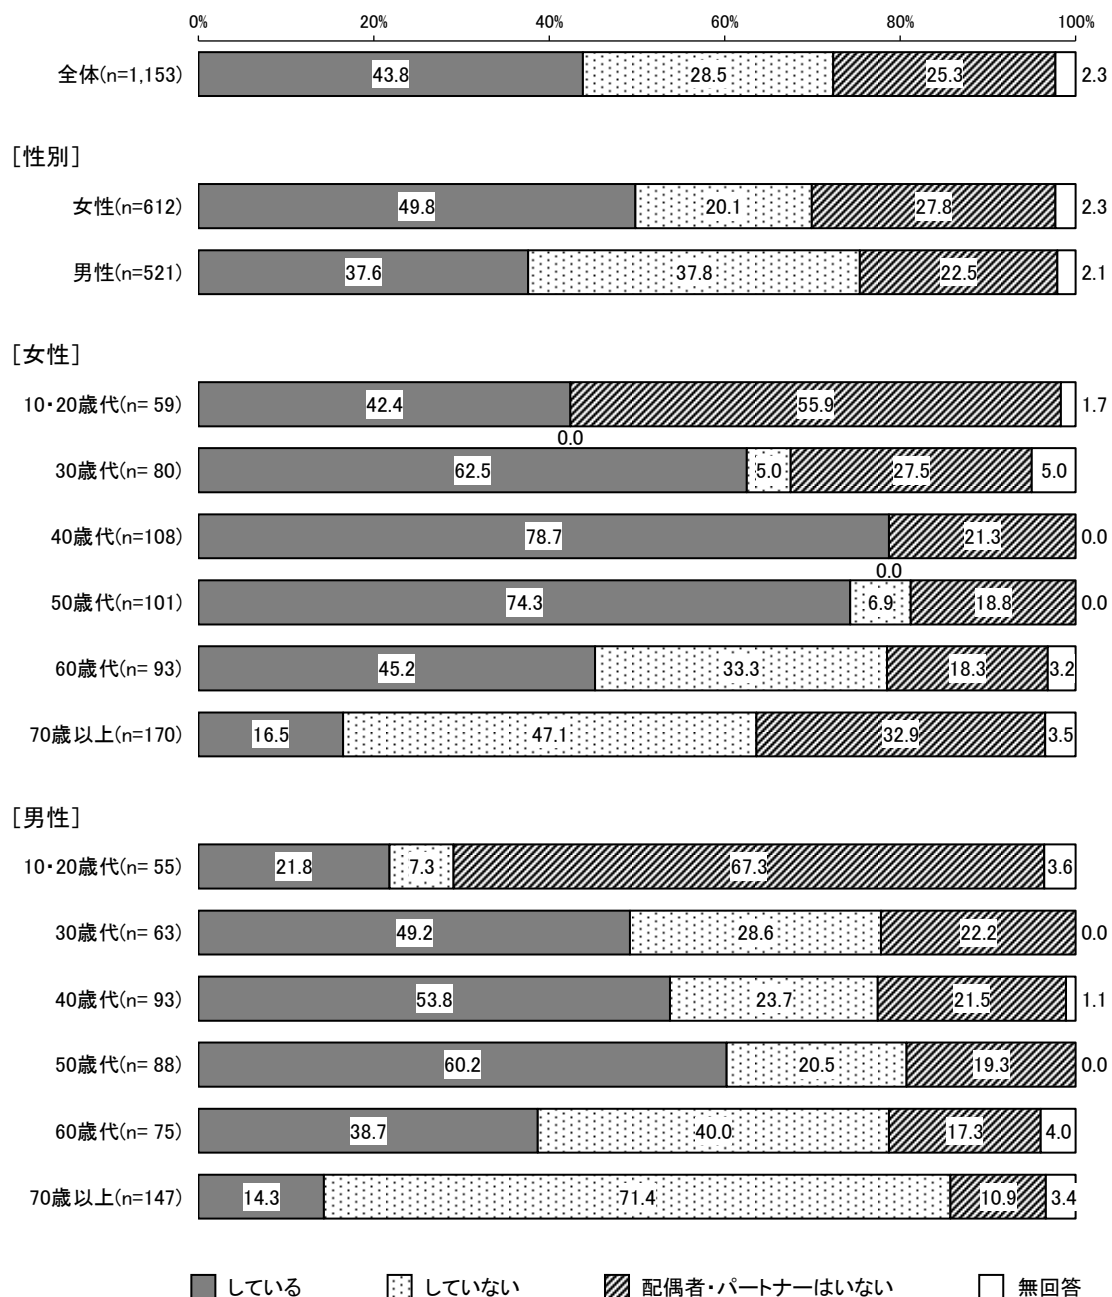 0% 20% 40% 60% 80% 100%
全体(n=1,153) 43.8 28.5 25.3 2.3
[性別]
女性(n=612) 49.8 20.1 27.8 2.3
男性(n=521) 37.6 37.8 22.5 2.1
[女性]
10・20歳代(n= 59) 42.4 55.9 1.7
0.0
30歳代(n= 80) 62.5 5.0 27.5 5.0
40歳代(n=108) 78.7 21.3 0.0
0.0
50歳代(n=101) 74.3 6.9 18.8 0.0
60歳代(n= 93) 45.2 33.3 18.3 3.2
70歳以上(n=170) 16.5 47.1 32.9 3.5
[男性]
10・20歳代(n= 55) 21.8 7.3 67.3 3.6
30歳代(n= 63) 49.2 28.6 22.2 0.0
40歳代(n= 93) 53.8 23.7 21.5 1.1
50歳代(n= 88) 60.2 20.5 19.3 0.0
60歳代(n= 75) 38.7 40.0 17.3 4.0
70歳以上(n=147) 14.3 71.4 10.9 3.4
している していない 配偶者・パートナーはいない 無回答